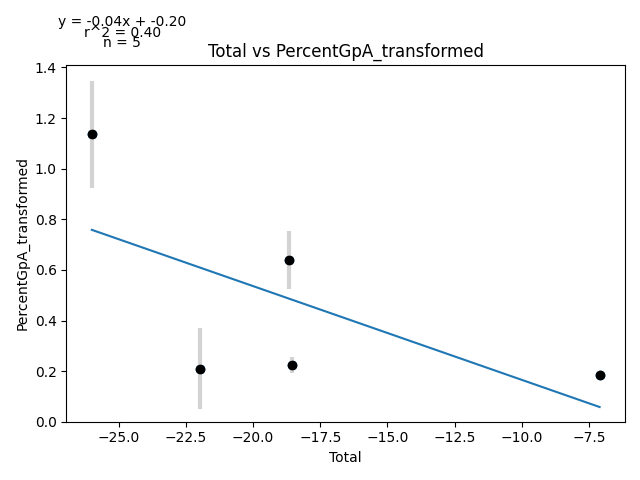 y = -0.04x + -0.20
r^2 = 0.40
n = 5
Total vs PercentGpA_transformed
PercentGpA_transformed
1.4
1.2
1.0
0.8
0.6
0.4
0.2
0.0
−25.0 −22.5 −20.0 −17.5 −15.0 −12.5 −10.0 −7.5
Total